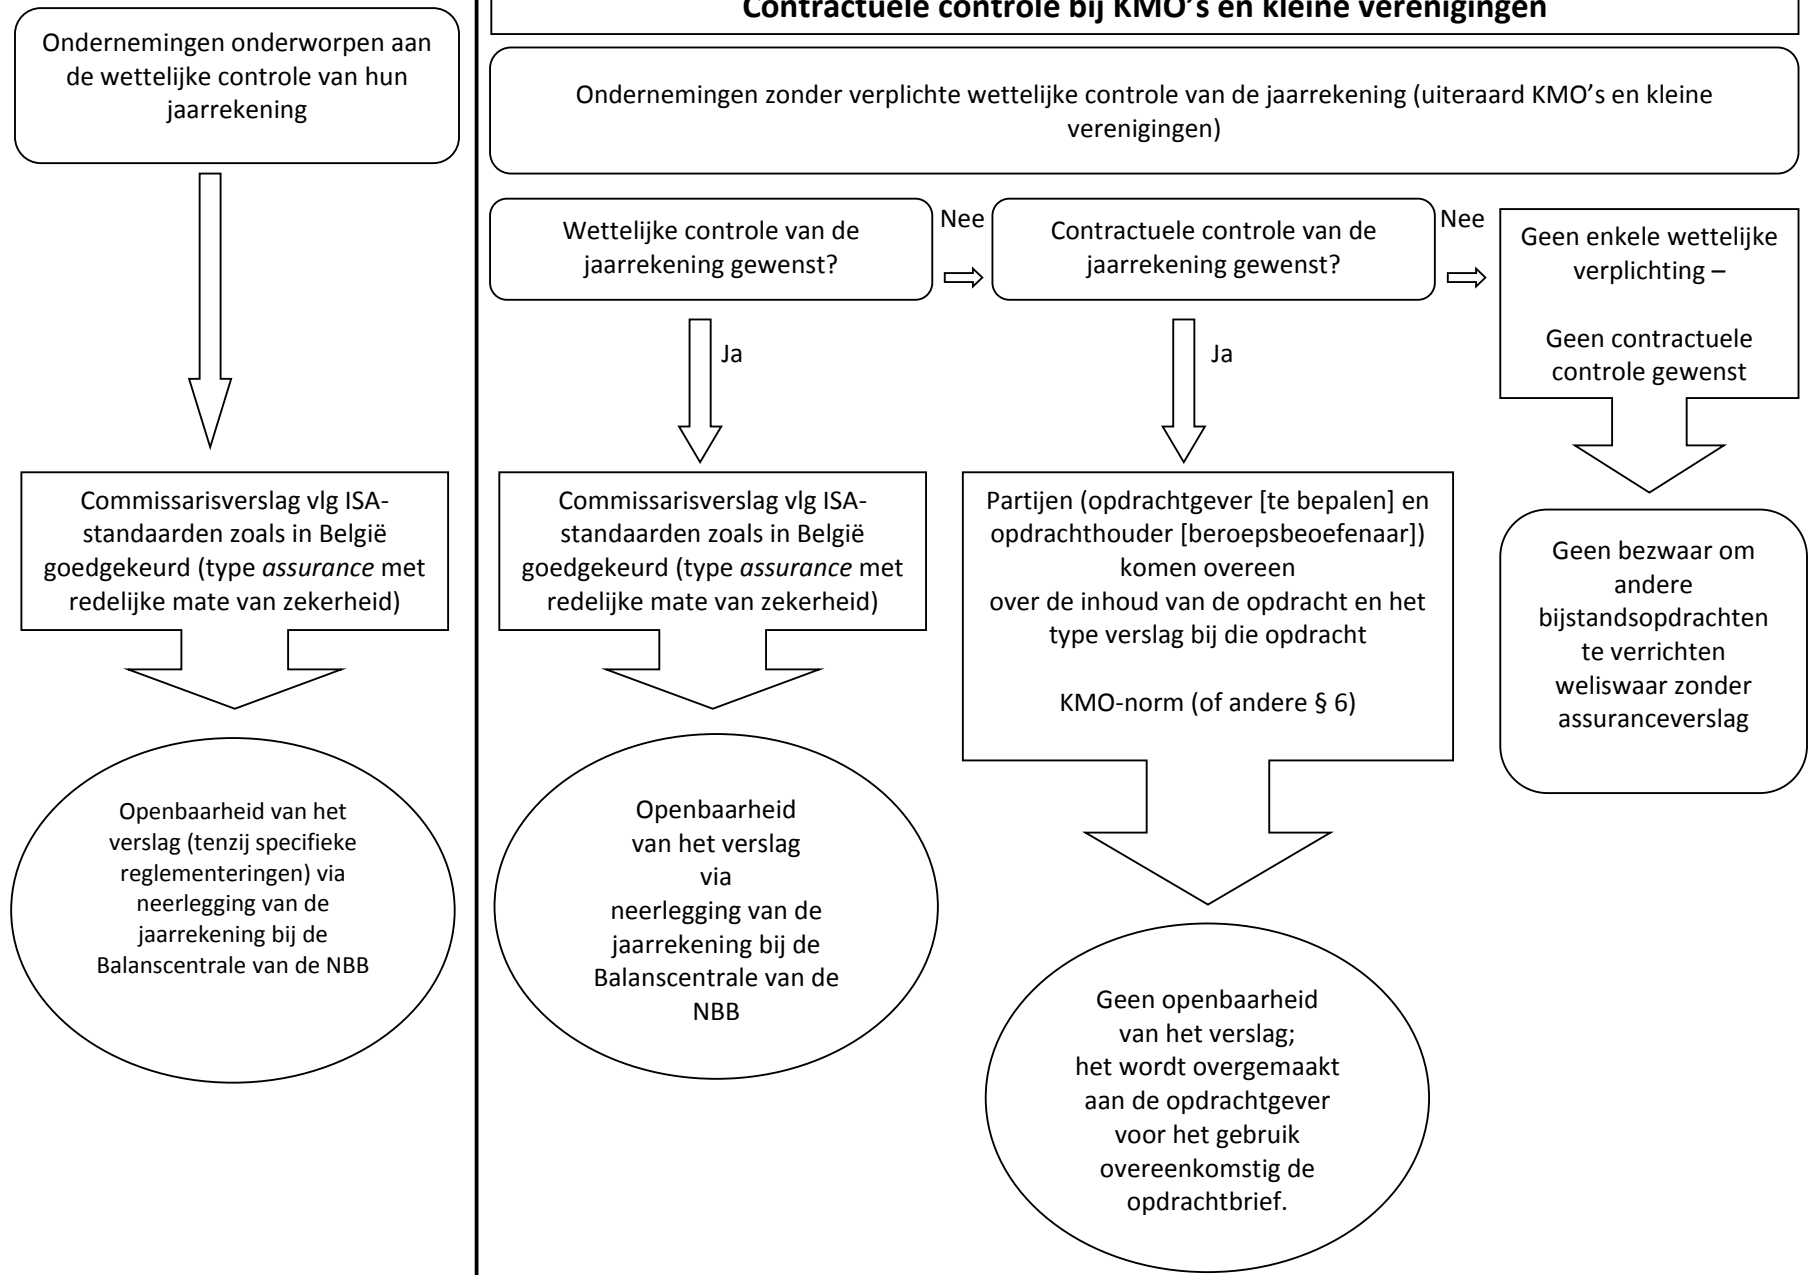 Contractuele controle bij KMO's en kleine verenigingen
Ondernemingen onderworpen aan
de wettelijke controle van hun
jaarrekening
Ondernemingen zonder verplichte wettelijke controle van de jaarrekening (uiteraard KMO's en kleine
verenigingen)
Wettelijke controle van de
jaarrekening gewenst?
Nee
Contractuele controle van de
jaarrekening gewenst?
Nee
Geen enkele wettelijke
verplichting –
Geen contractuele
controle gewenst
Ja
Ja
Commissarisverslag vlg ISA-
standaarden zoals in België
goedgekeurd (type assurance met
redelijke mate van zekerheid)
Commissarisverslag vlg ISA-
standaarden zoals in België
goedgekeurd (type assurance met
redelijke mate van zekerheid)
Partijen (opdrachtgever [te bepalen] en
opdrachthouder [beroepsbeoefenaar])
komen overeen
over de inhoud van de opdracht en het
type verslag bij die opdracht
KMO-norm (of andere § 6)
Geen bezwaar om
andere
bijstandsopdrachten
te verrichten
weliswaar zonder
assuranceverslag
Openbaarheid van het
verslag (tenzij specifieke
reglementeringen) via
neerlegging van de
jaarrekening bij de
Balanscentrale van de NBB
Openbaarheid
van het verslag
via
neerlegging van de
jaarrekening bij de
Balanscentrale van de
NBB
Geen openbaarheid
van het verslag;
het wordt overgemaakt
aan de opdrachtgever
voor het gebruik
overeenkomstig de
opdrachtbrief.